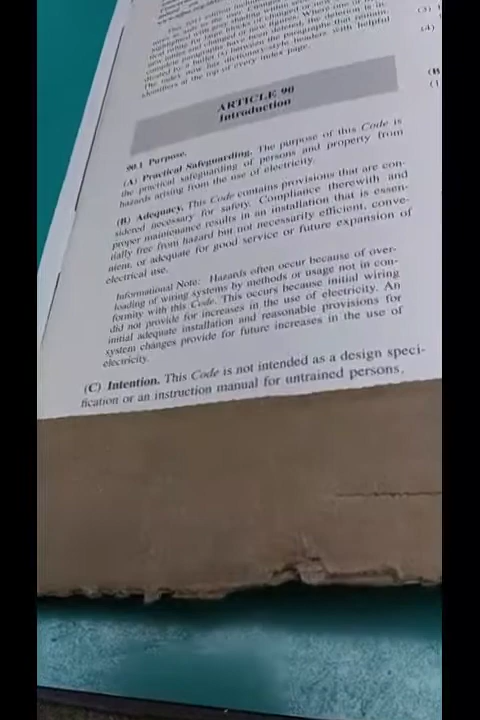 ARTICLE 90
Introduction
90.1 Purpose.
(A) Practical Safeguarding. The purpose of this Code is
the practical safeguarding of persons and property from
hazards arising from the use of electricity.
(B) Adequacy. This Code contains provisions that are con-
sidered necessary for safety. Compliance therewith and
proper maintenance results in an installation that is essen-
tially free from hazard but not necessarily efficient, conve-
nient, or adequate for good service or future expansion of
electrical use.
Informational Note: Hazards often occur because of over-
loading of wiring systems by methods or usage not in con-
formity with this Code. This occurs because initial wiring
did not provide for increases in the use of electricity. An
initial adequate installation and reasonable provisions for
system changes provide for future increases in the use of
electricity.
(C) Intention. This Code is not intended as a design speci-
fication or an instruction manual for untrained persons.
(4)
(B
(1